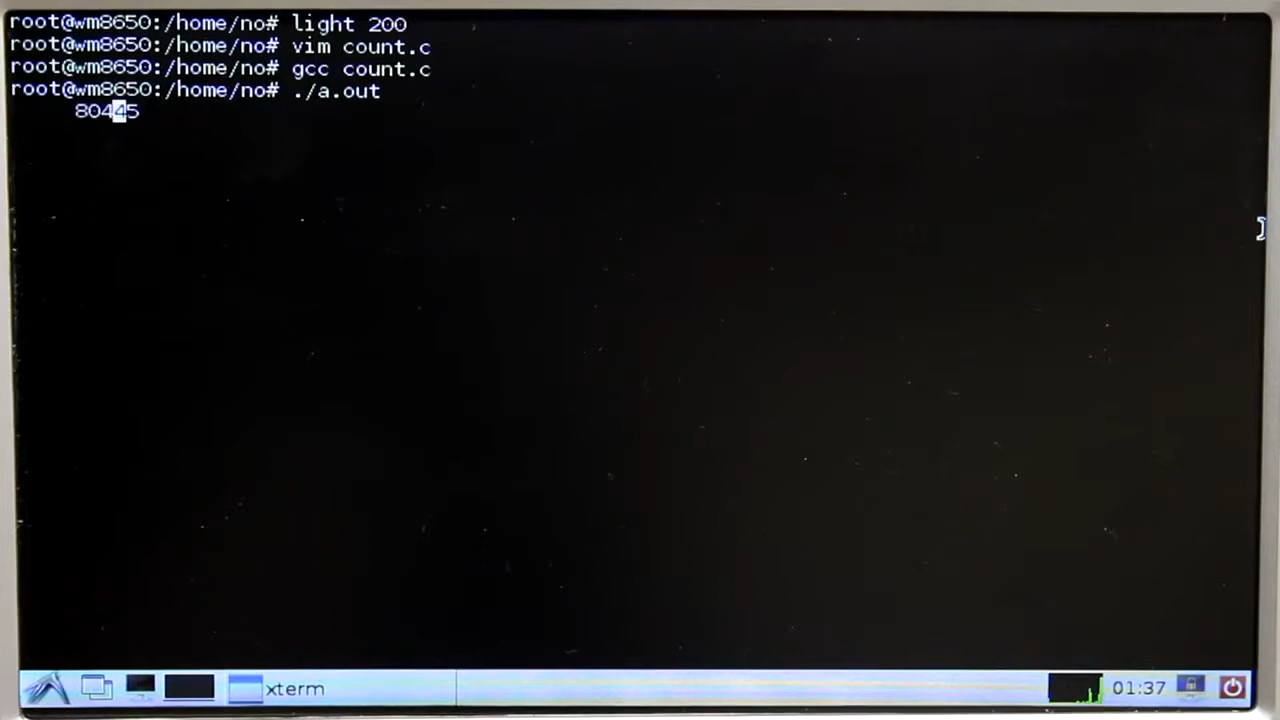 root@wm8650:/home/no# light 200
root@wm8650:/home/no# vim count.c
root@wm8650:/home/no# gcc count.c
root@wm8650:/home/no# ./a.out
80445
xterm
01:37